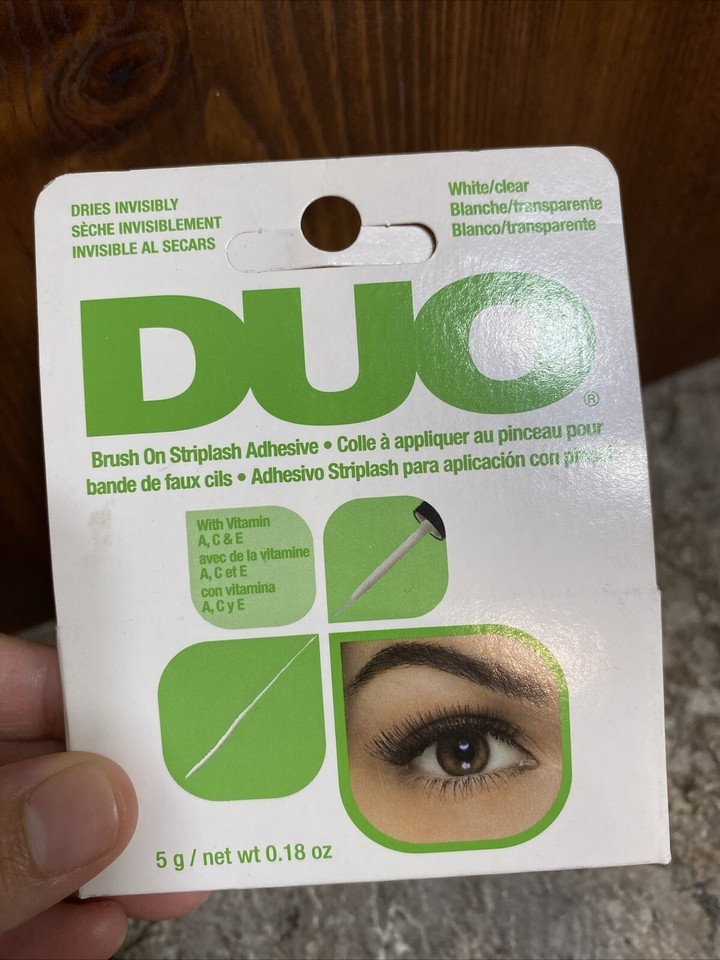 DRIES INVISIBLY
SÈCHE INVISIBLEMENT
INVISIBLE AL SECARS
White/clear
Blanche/transparente
Blanco/transparente
DUO®
Brush On Striplash Adhesive • Colle à appliquer au pinceau pour
bande de faux cils • Adhesivo Striplash para aplicación con
With Vitamin
A, C & E
avec de la vitamine
A, C et E
con vitamina
A, C y E
5 g / net wt 0.18 oz